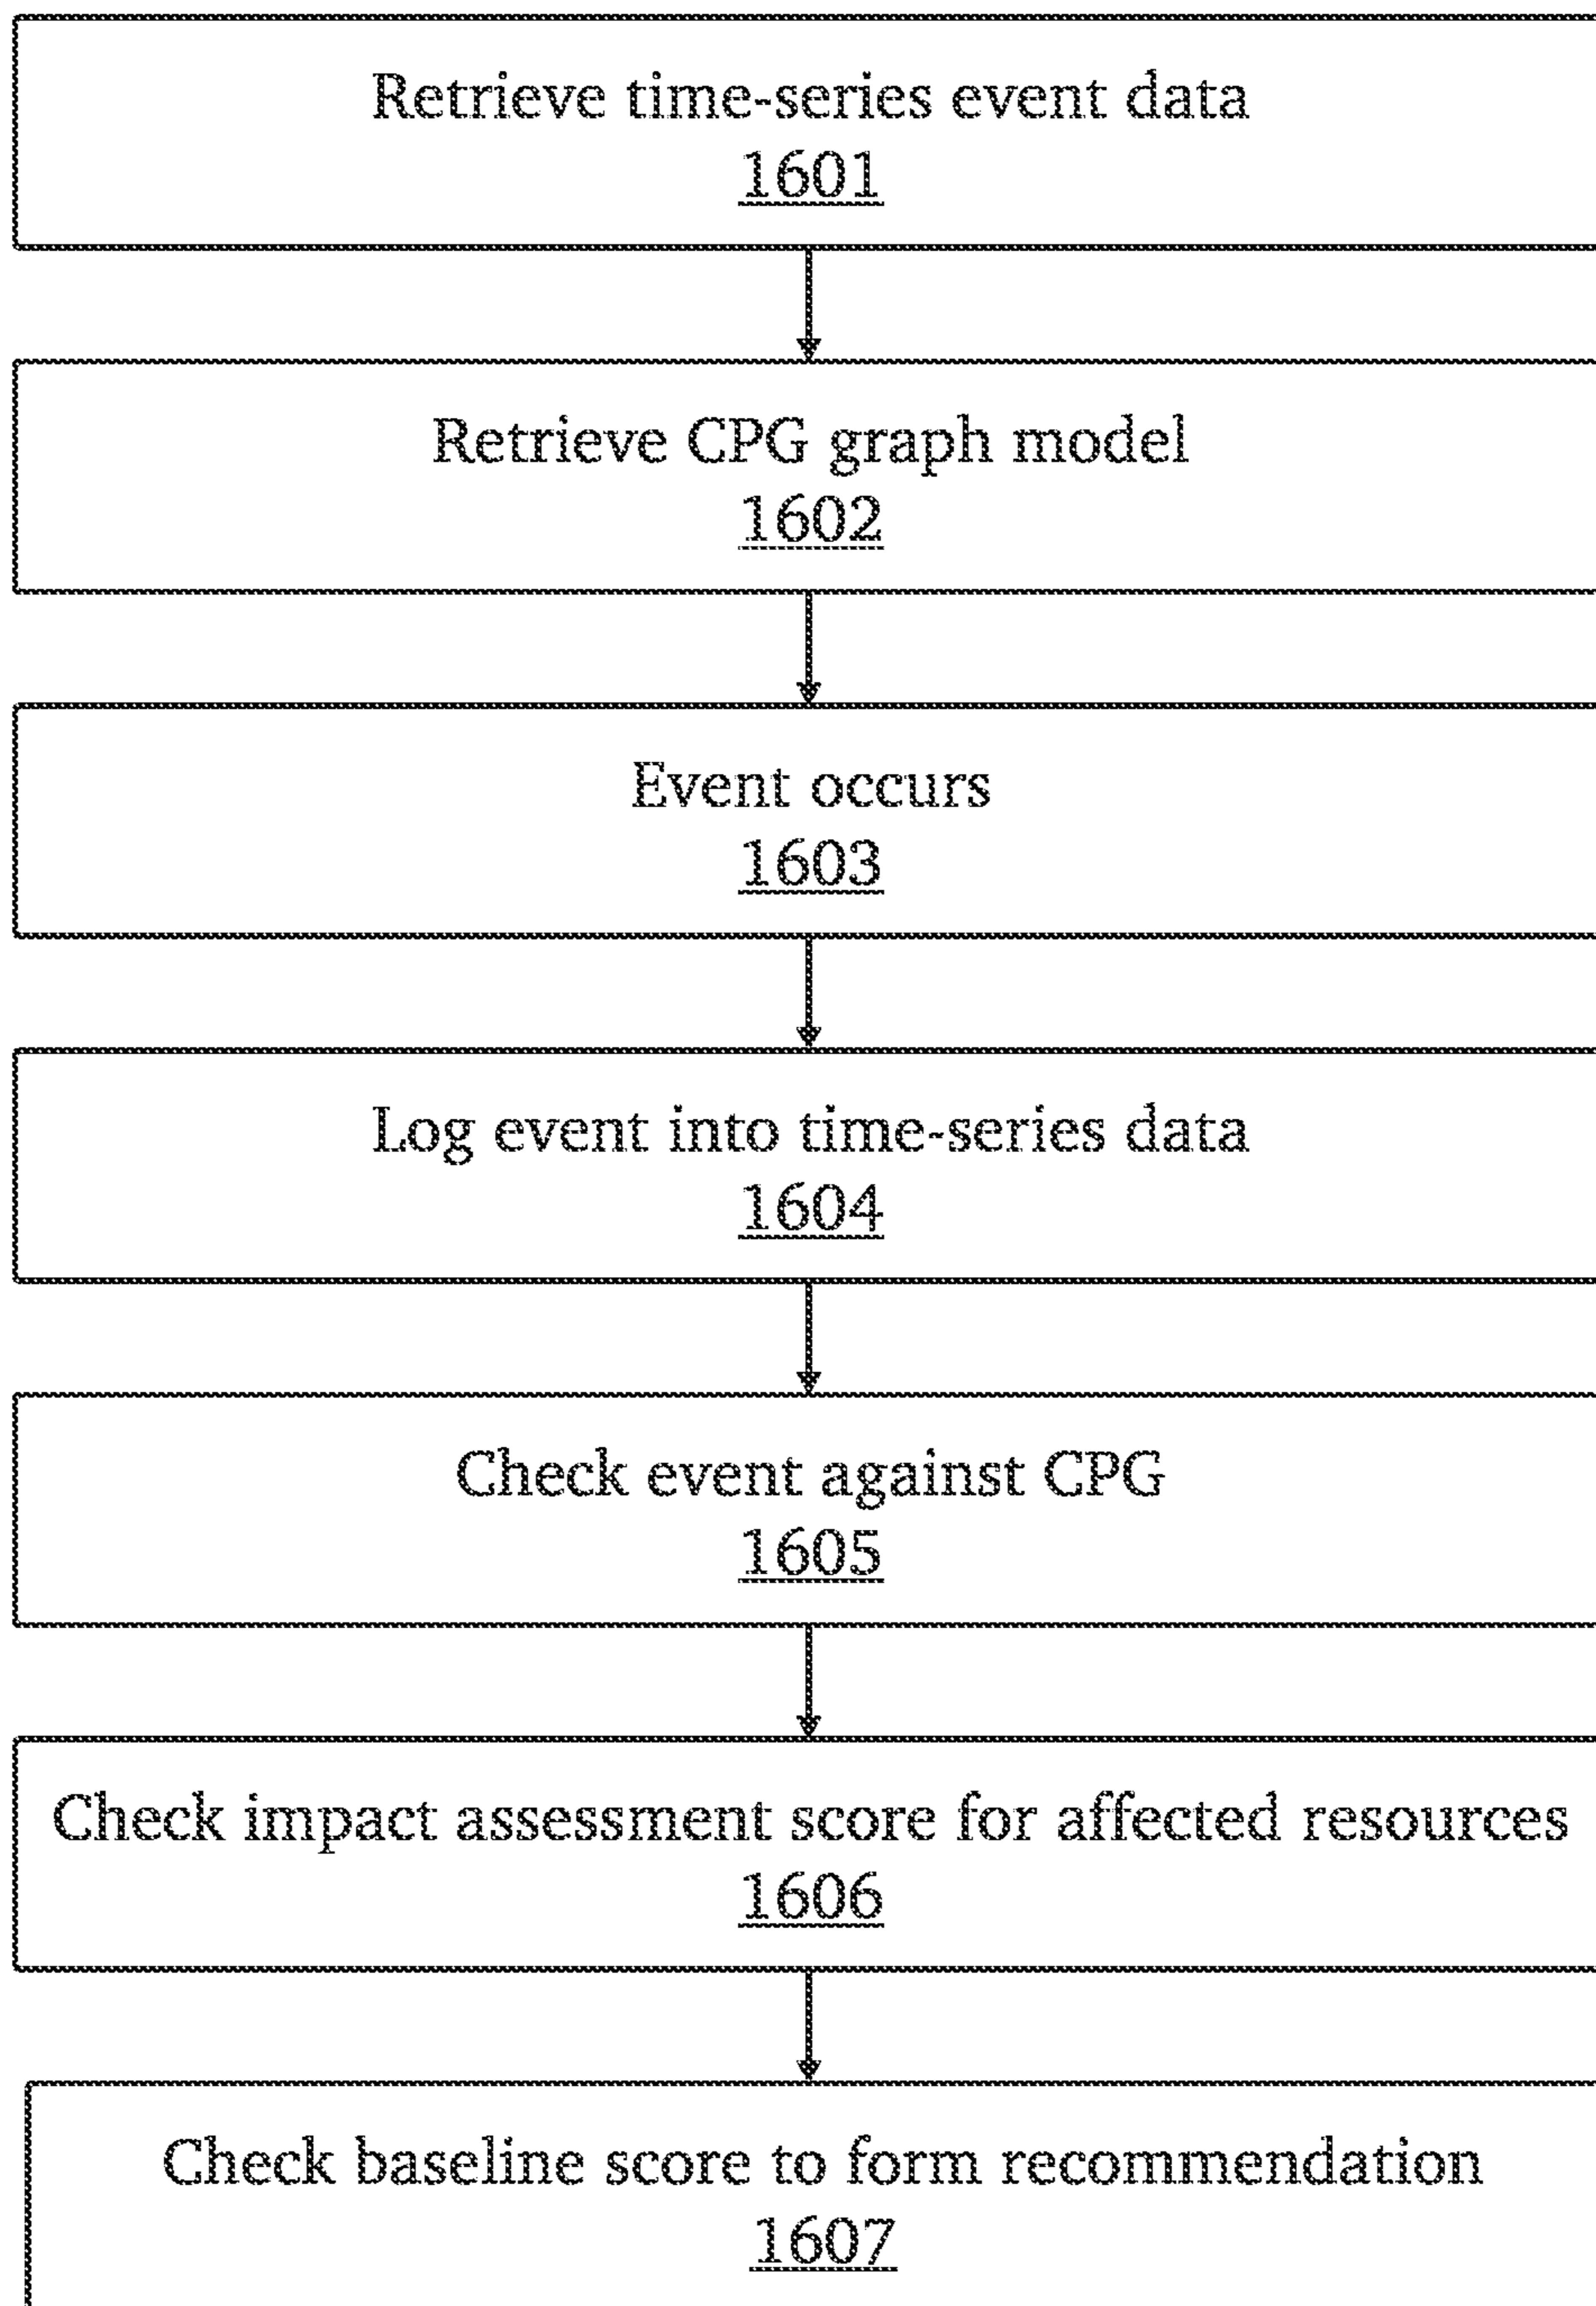 Retrieve time-series event data
1601
Retrieve CPG graph model
1602
Event occurs
1603
Log event into time-series data
1604
Check event against CPG
1605
Check impact assessment score for affected resources
1606
Check baseline score to form recommendation
1607